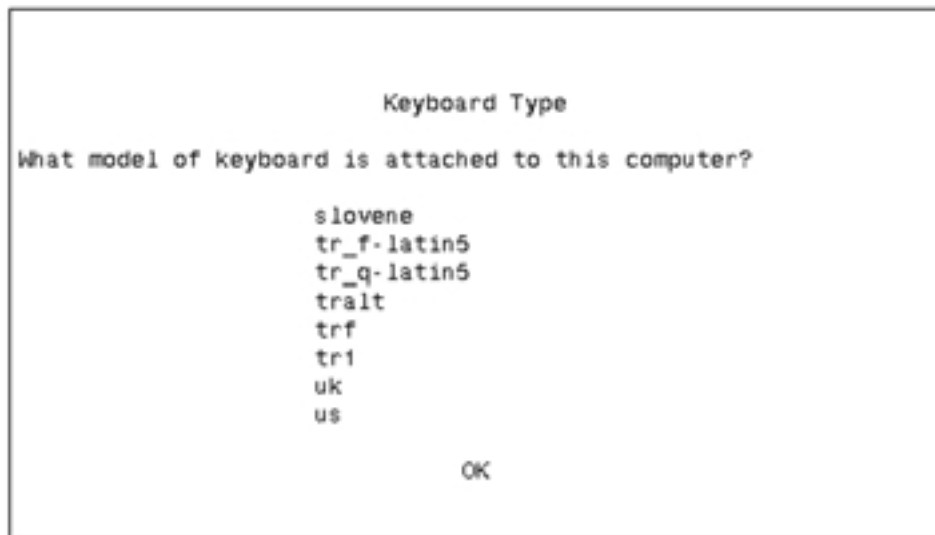 Keyboard Type
What model of keyboard is attached to this computer?
slovene
tr_f-latin5
tr_q-latin5
tralt
trf
tr1
uk
us
OK